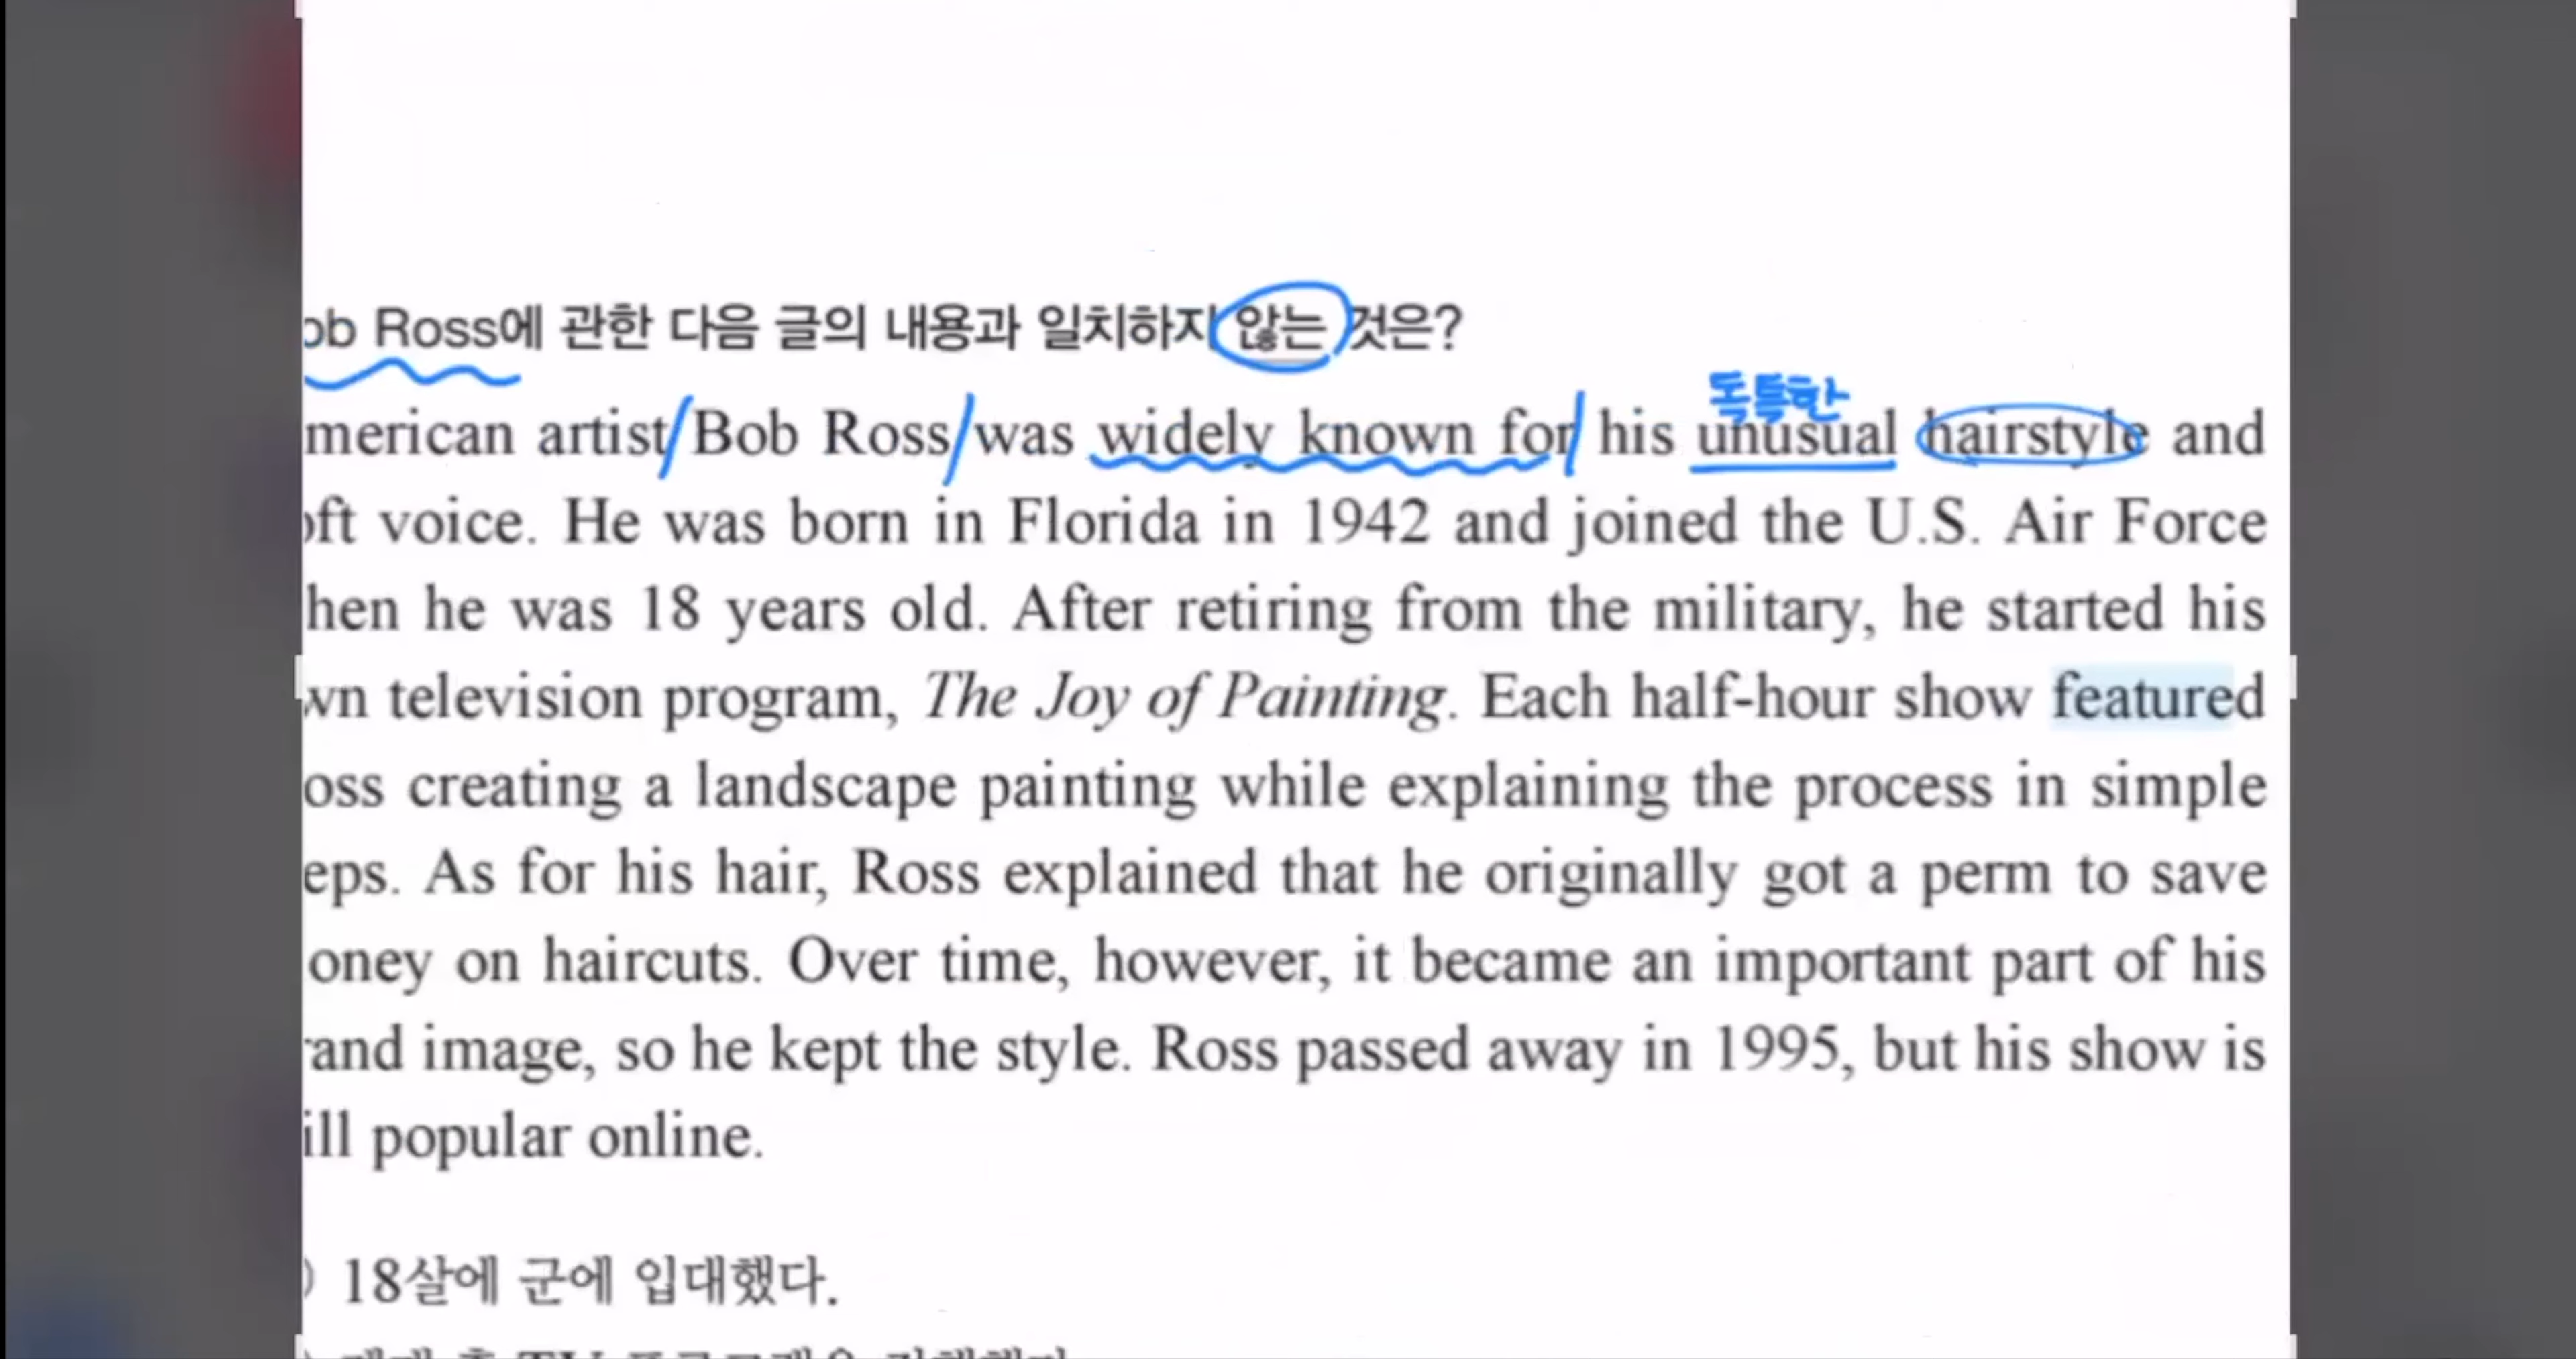 ob Ross에 관한 다음 글의 내용과 일치하지 않는 것은?
독특한
merican artist Bob Ross was widely known for his unusual hairstyle and
oft voice. He was born in Florida in 1942 and joined the U.S. Air Force
hen he was 18 years old. After retiring from the military, he started his
wn television program, The Joy of Painting. Each half-hour show featured
oss creating a landscape painting while explaining the process in simple
eps. As for his hair, Ross explained that he originally got a perm to save
oney on haircuts. Over time, however, it became an important part of his
rand image, so he kept the style. Ross passed away in 1995, but his show is
ill popular online.
) 18살에 군에 입대했다.